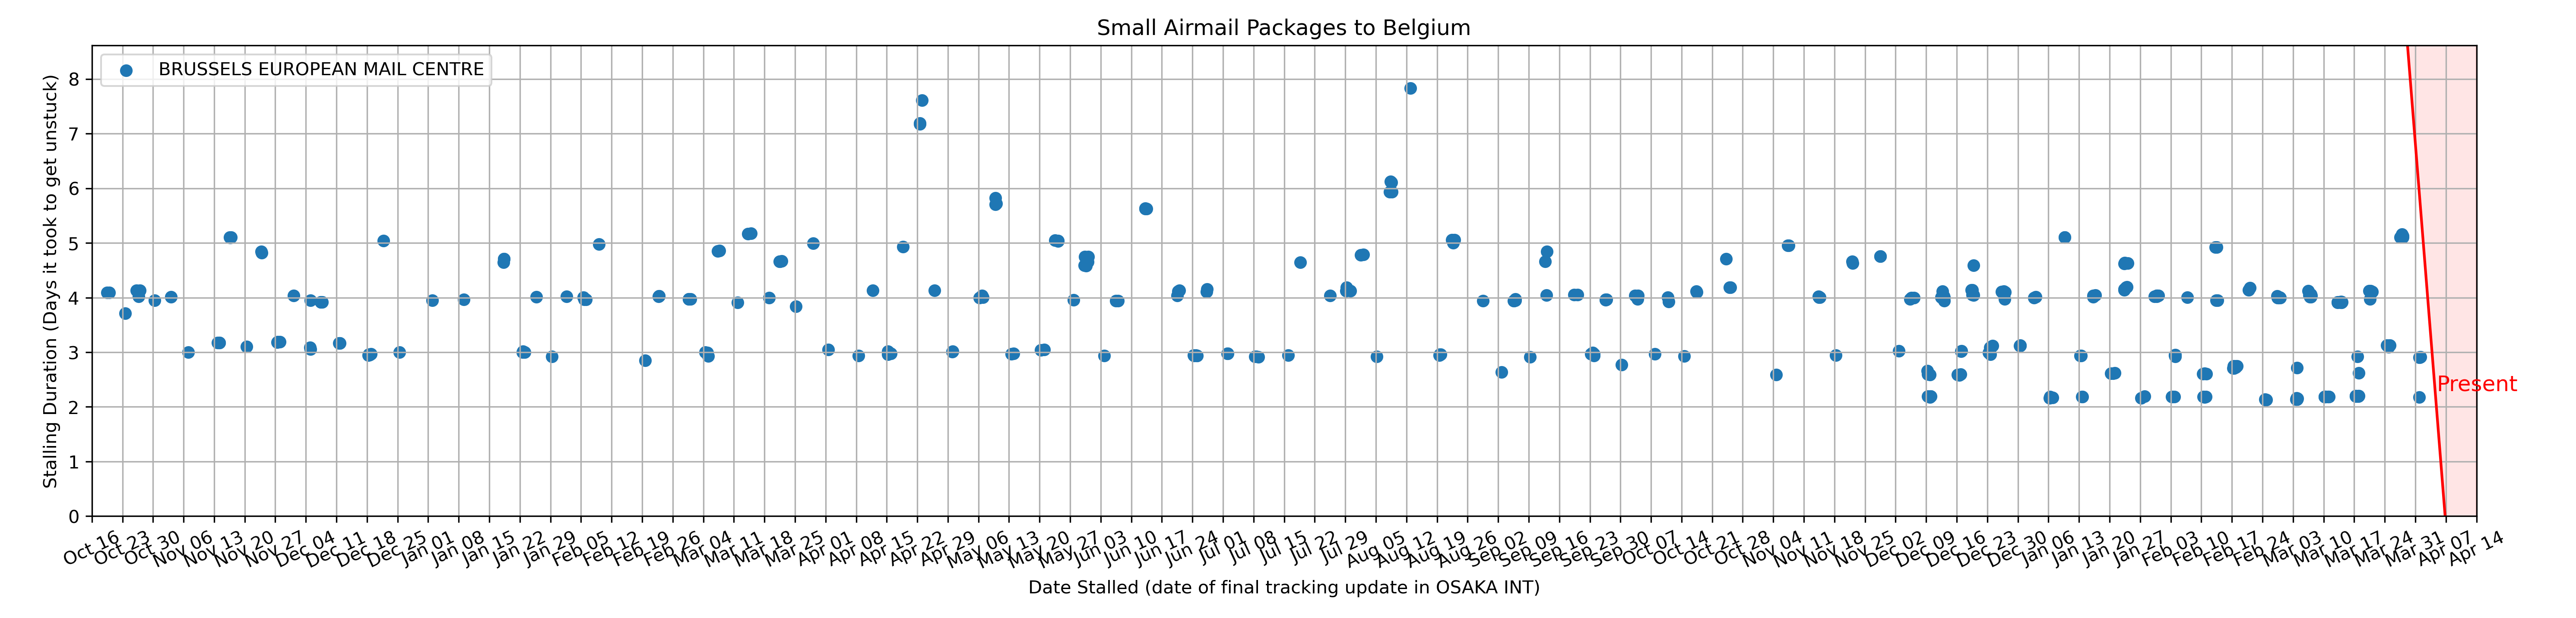 Small Airmail Packages to Belgium
BRUSSELS EUROPEAN MAIL CENTRE
Stalling Duration (Days it took to get unstuck)
8
7
6
5
4
3
2
1
0
Present
Oct 16
Oct 23
Oct 30
Nov 06
Nov 13
Nov 20
Nov 27
Dec 04
Dec 11
Dec 18
Dec 25
Jan 01
Jan 08
Jan 15
Jan 22
Jan 29
Feb 05
Feb 12
Feb 19
Feb 26
Mar 04
Mar 11
Mar 18
Mar 25
Apr 01
Apr 08
Apr 15
Apr 22
Apr 29
May 06
May 13
May 20
May 27
Jun 03
Jun 10
Jun 17
Jun 24
Jul 01
Jul 08
Jul 15
Jul 22
Jul 29
Aug 05
Aug 12
Aug 19
Aug 26
Sep 02
Sep 09
Sep 16
Sep 23
Sep 30
Oct 07
Oct 14
Oct 21
Oct 28
Nov 04
Nov 11
Nov 18
Nov 25
Dec 02
Dec 09
Dec 16
Dec 23
Dec 30
Jan 06
Jan 13
Jan 20
Jan 27
Feb 03
Feb 10
Feb 17
Feb 24
Mar 03
Mar 10
Mar 17
Mar 24
Mar 31
Apr 07
Apr 14
Date Stalled (date of final tracking update in OSAKA INT)